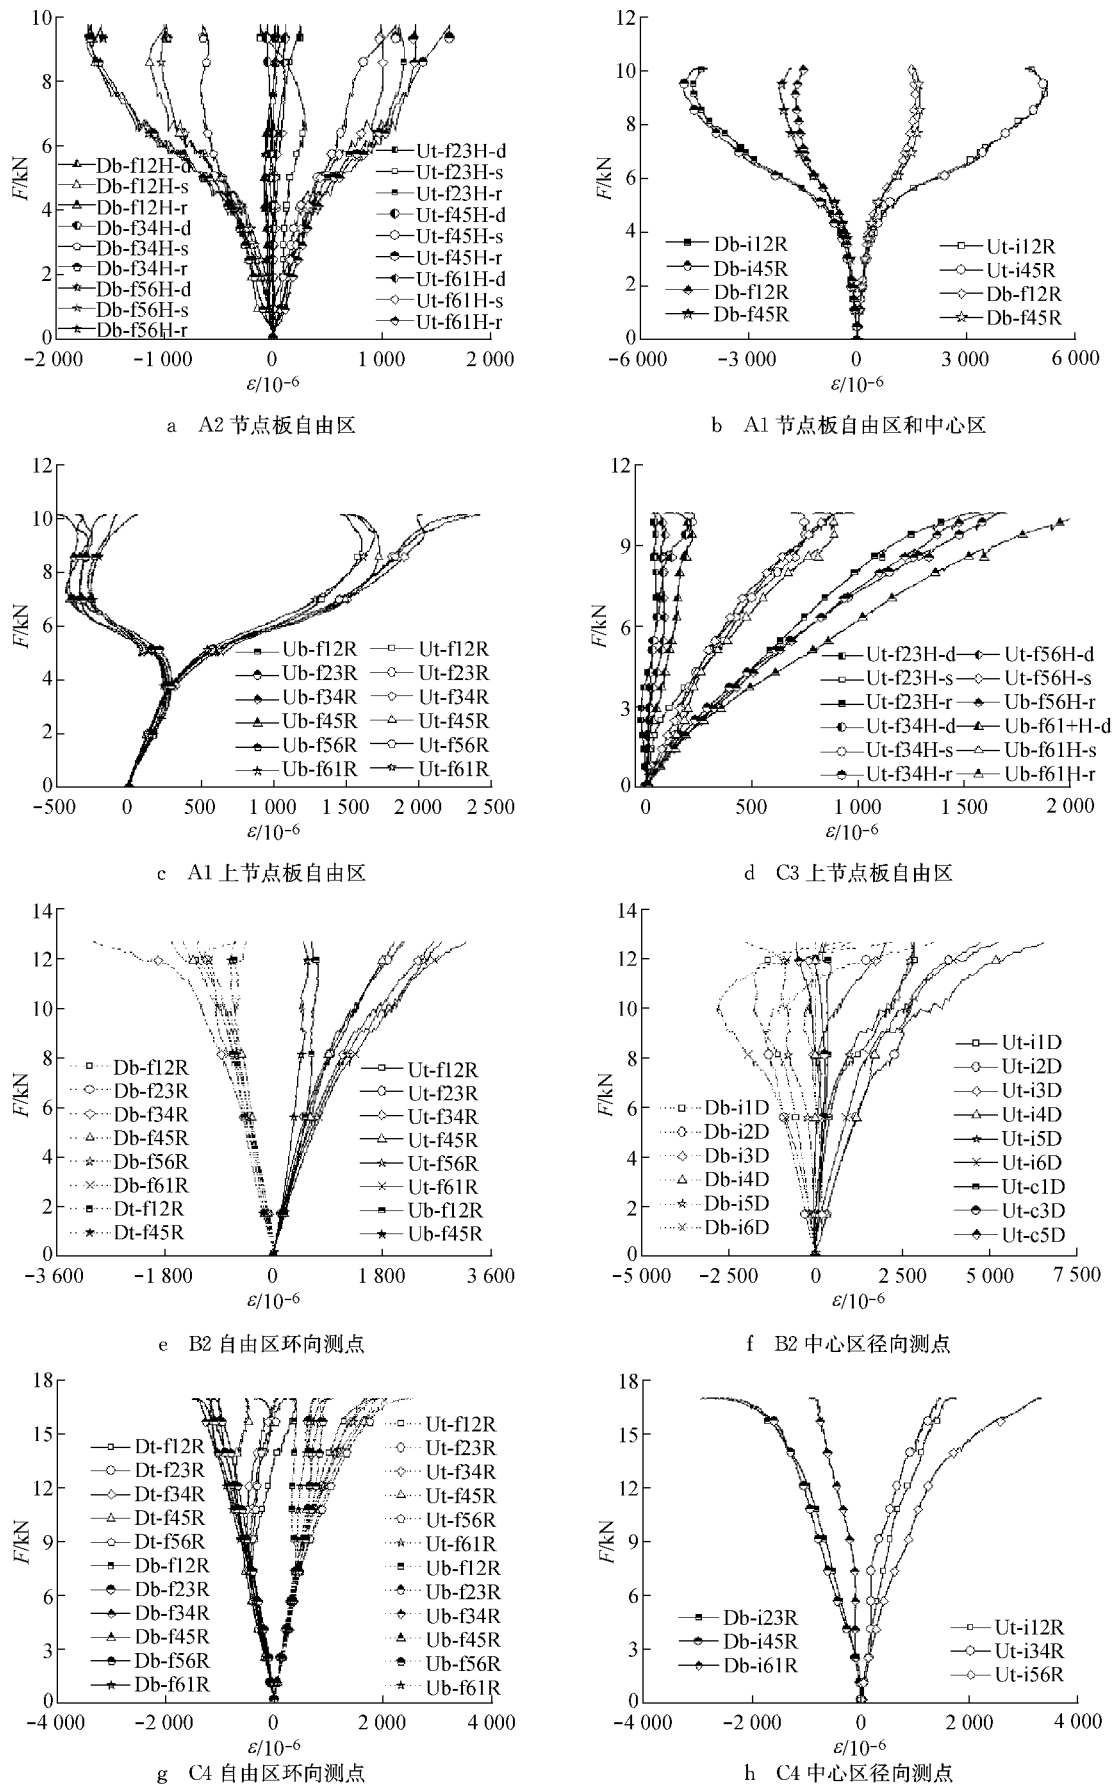 10
8
6
4
2
0
F/kN
Db-f12H-d
Db-f12H-s
Db-f12H-r
Db-f34H-d
Db-f34H-s
Db-f34H-r
Db-f56H-d
Db-f56H-s
Db-f56H-r
Ut-f23H-d
Ut-f23H-s
Ut-f23H-r
Ut-f45H-d
Ut-f45H-s
Ut-f45H-r
Ut-f61H-d
Ut-f61H-s
Ut-f61H-r
-2 000 -1 000 0 1 000 2 000
ε/10⁻⁶
a A2 节点板自由区
12
10
8
6
4
2
0
F/kN
Db-i12R
Db-i45R
Db-f12R
Db-f45R
Ut-i12R
Ut-i45R
Db-f12R
Db-f45R
-6 000 -3 000 0 3 000 6 000
ε/10⁻⁶
b A1 节点板自由区和中心区
12
10
8
6
4
2
0
F/kN
Ub-f12R
Ub-f23R
Ub-f34R
Ub-f45R
Ub-f56R
Ub-f61R
Ut-f12R
Ut-f23R
Ut-f34R
Ut-f45R
Ut-f56R
Ut-f61R
-500 0 500 1 000 1 500 2 000 2 500
ε/10⁻⁶
c A1 上节点板自由区
12
9
6
3
0
F/kN
Ut-f23H-d
Ut-f23H-s
Ut-f23H-r
Ut-f34H-d
Ut-f34H-s
Ut-f34H-r
Ut-f56H-d
Ut-f56H-s
Ub-f56H-r
Ub-f61+H-d
Ub-f61H-s
Ub-f61H-r
0 500 1 000 1 500 2 000
ε/10⁻⁶
d C3 上节点板自由区
14
12
10
8
6
4
2
0
F/kN
Db-f12R
Db-f23R
Db-f34R
Db-f45R
Db-f56R
Db-f61R
Dt-f12R
Dt-f45R
Ut-f12R
Ut-f23R
Ut-f34R
Ut-f45R
Ut-f56R
Ut-f61R
Ub-f12R
Ub-f45R
-3 600 -1 800 0 1 800 3 600
ε/10⁻⁶
e B2 自由区环向测点
14
12
10
8
6
4
2
0
F/kN
Db-i1D
Db-i2D
Db-i3D
Db-i4D
Db-i5D
Db-i6D
Ut-i1D
Ut-i2D
Ut-i3D
Ut-i4D
Ut-i5D
Ut-i6D
Ut-c1D
Ut-c3D
Ut-c5D
-5 000 -2 500 0 2 500 5 000 7 500
ε/10⁻⁶
f B2 中心区径向测点
18
15
12
9
6
3
0
F/kN
Dt-f12R
Dt-f23R
Dt-f34R
Dt-f45R
Dt-f56R
Db-f12R
Db-f23R
Db-f34R
Db-f45R
Db-f56R
Db-f61R
Ut-f12R
Ut-f23R
Ut-f34R
Ut-f45R
Ut-f56R
Ut-f61R
Ub-f12R
Ub-f23R
Ub-f34R
Ub-f45R
Ub-f56R
Ub-f61R
-4 000 -2 000 0 2 000 4 000
ε/10⁻⁶
g C4 自由区环向测点
18
15
12
9
6
3
0
F/kN
Db-i23R
Db-i45R
Db-i61R
Ut-i12R
Ut-i34R
Ut-i56R
-4 000 -2 000 0 2 000 4 000
ε/10⁻⁶
h C4 中心区径向测点